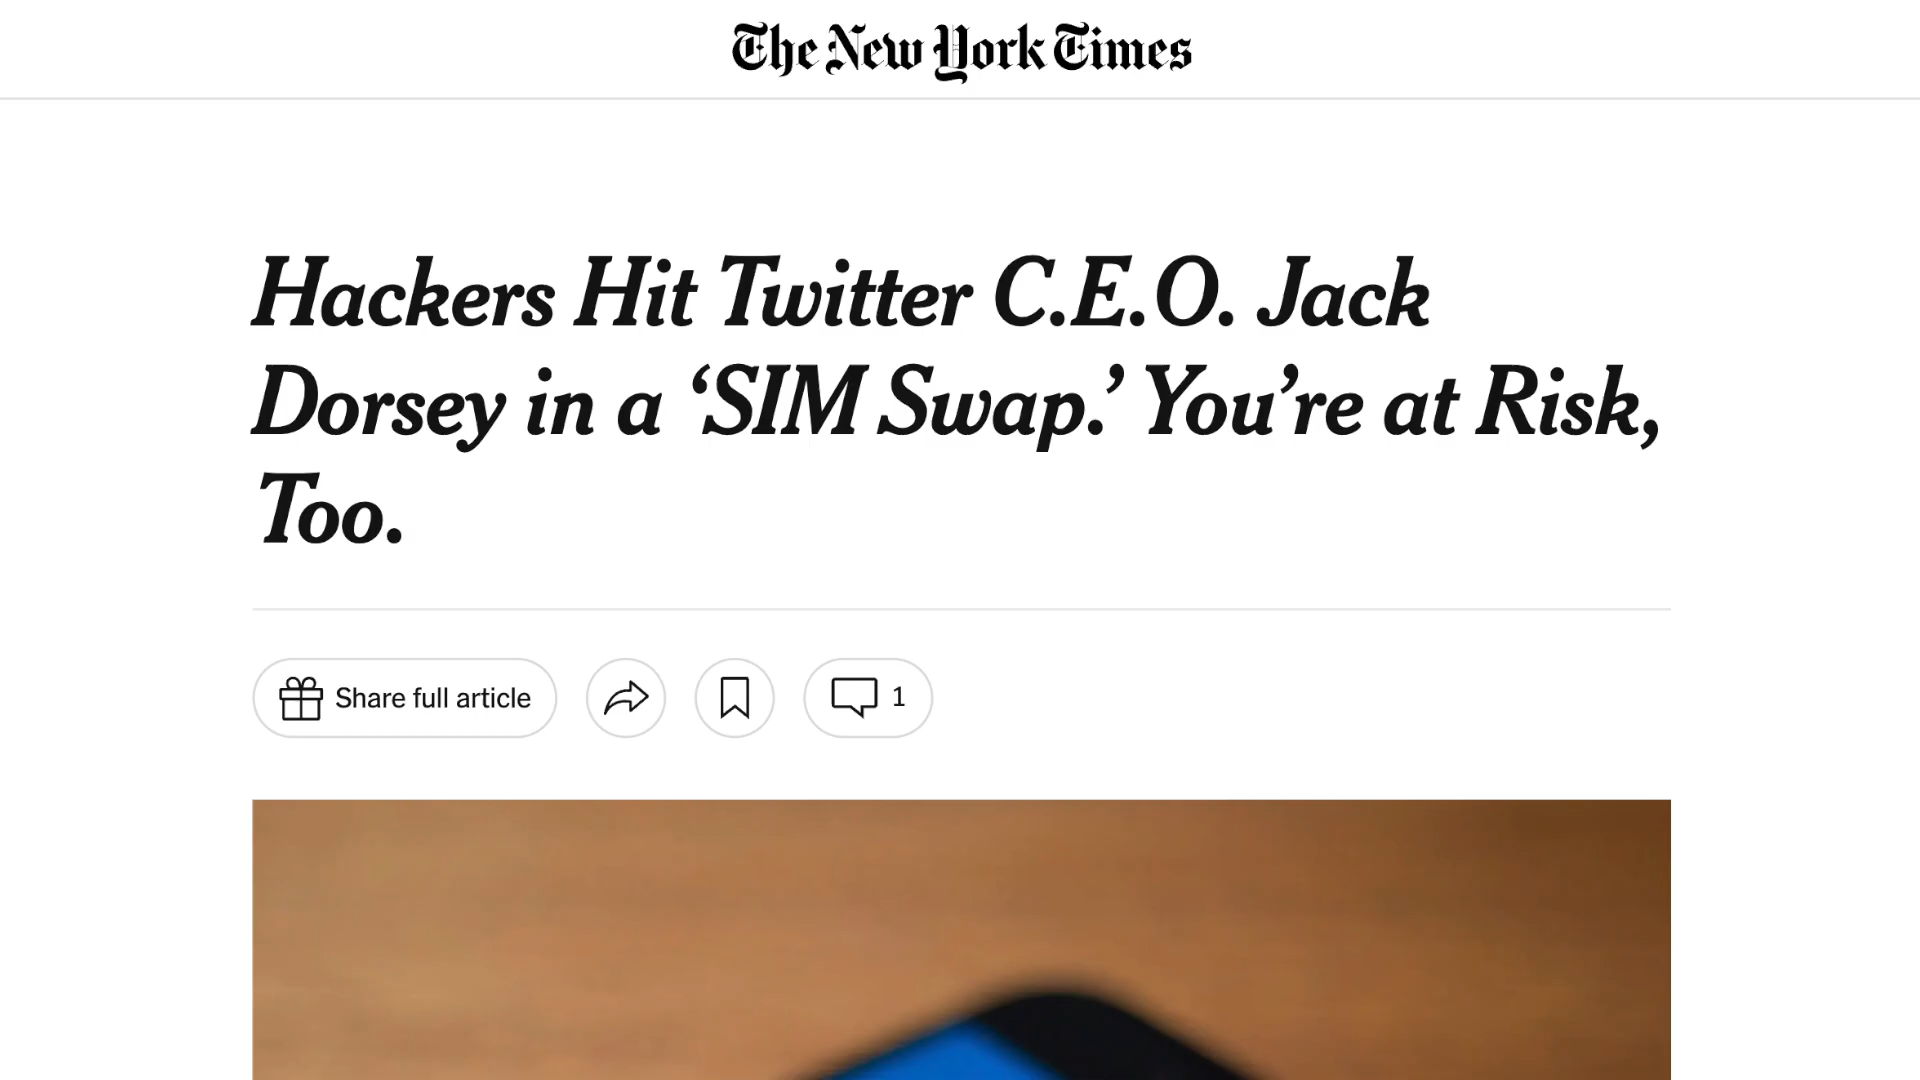 The New York Times
Hackers Hit Twitter C.E.O. Jack
Dorsey in a ‘SIM Swap.’ You’re at Risk,
Too.
Share full article
1